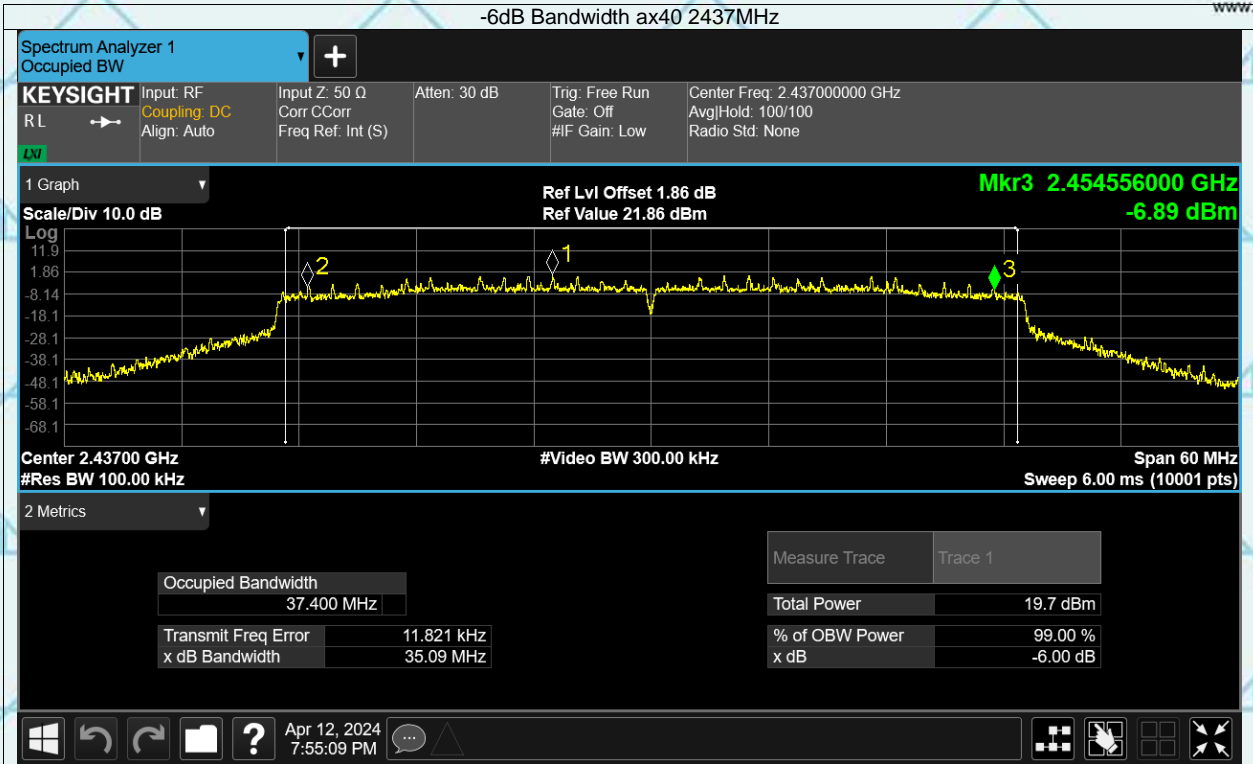 -6dB Bandwidth ax40 2437MHz
www.
Spectrum Analyzer 1
Occupied BW
KEYSIGHT
R L
LXI
Input: RF
Coupling: DC
Align: Auto
Input Z: 50 Ω
Corr CCorr
Freq Ref: Int (S)
Atten: 30 dB
Trig: Free Run
Gate: Off
#IF Gain: Low
Center Freq: 2.437000000 GHz
Avg|Hold: 100/100
Radio Std: None
1 Graph
Scale/Div 10.0 dB
Ref Lvl Offset 1.86 dB
Ref Value 21.86 dBm
Mkr3 2.454556000 GHz
-6.89 dBm
Log
11.9
1.86
-8.14
-18.1
-28.1
-38.1
-48.1
-58.1
-68.1
2
1
3
Center 2.43700 GHz
#Video BW 300.00 kHz
Span 60 MHz
#Res BW 100.00 kHz
Sweep 6.00 ms (10001 pts)
2 Metrics
Measure Trace Trace 1
Occupied Bandwidth
37.400 MHz
Total Power 19.7 dBm
Transmit Freq Error 11.821 kHz
% of OBW Power 99.00 %
x dB Bandwidth 35.09 MHz
x dB -6.00 dB
?
Apr 12, 2024
7:55:09 PM